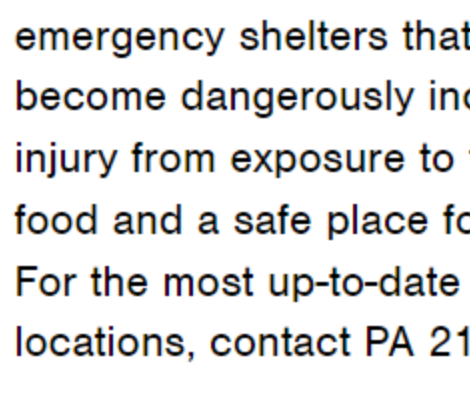 emergency shelters that
become dangerously
injury from exposure to
food and a safe place
For the most up-to-date
locations, contact PA 21